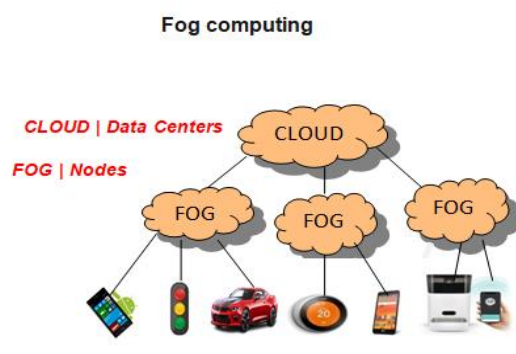 Fog computing
CLOUD | Data Centers
CLOUD
FOG | Nodes
FOG
FOG
FOG
20